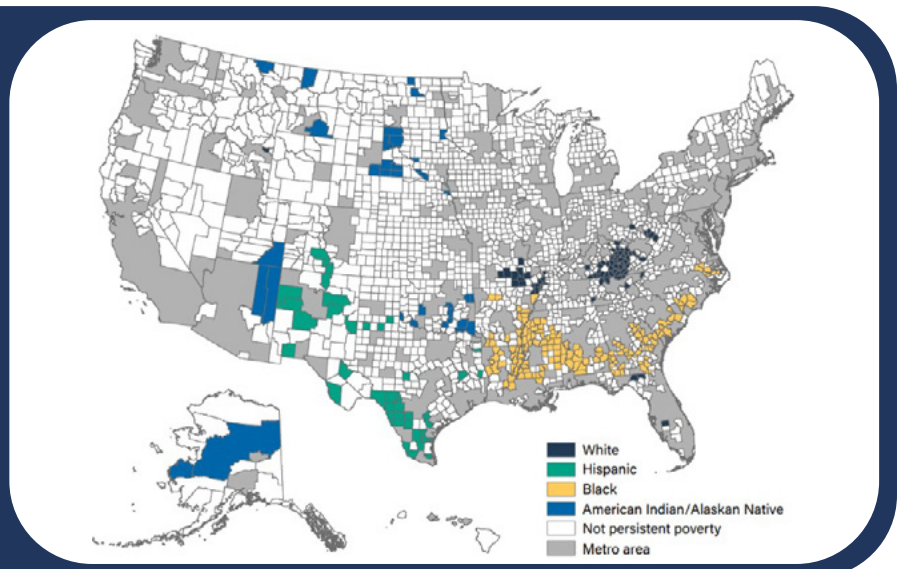 White
Hispanic
Black
American Indian/Alaskan Native
Not persistent poverty
Metro area